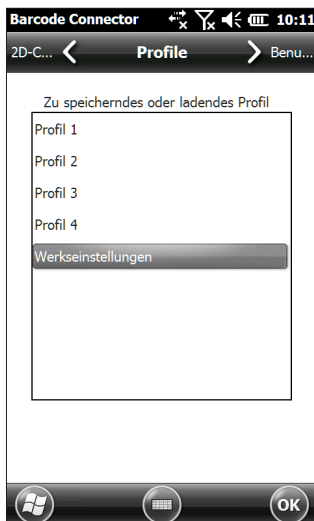 Barcode Connector 10:11
2D-C... Profile Benu...
Zu speicherndes oder ladendes Profil
Profil 1
Profil 2
Profil 3
Profil 4
Werkseinstellungen
OK